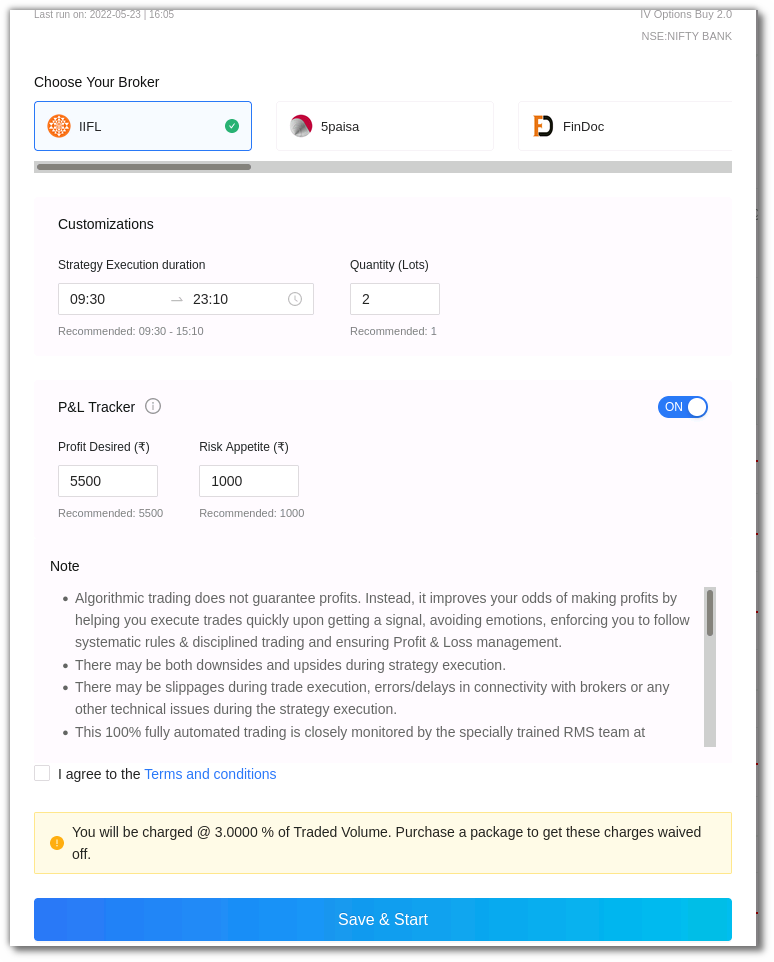 Last run on: 2022-05-23 | 16:05
IV Options Buy 2.0
NSE:NIFTY BANK
Choose Your Broker
IIFL
5paisa
FinDoc
Customizations
Strategy Execution duration
Quantity (Lots)
09:30
23:10
2
Recommended: 09:30 - 15:10
Recommended: 1
P&L Tracker
ON
Profit Desired (₹)
Risk Appetite (₹)
5500
1000
Recommended: 5500
Recommended: 1000
Note
Algorithmic trading does not guarantee profits. Instead, it improves your odds of making profits by
helping you execute trades quickly upon getting a signal, avoiding emotions, enforcing you to follow
systematic rules & disciplined trading and ensuring Profit & Loss management.
There may be both downsides and upsides during strategy execution.
There may be slippages during trade execution, errors/delays in connectivity with brokers or any
other technical issues during the strategy execution.
This 100% fully automated trading is closely monitored by the specially trained RMS team at
I agree to the Terms and conditions
You will be charged @ 3.0000 % of Traded Volume. Purchase a package to get these charges waived
off.
Save & Start